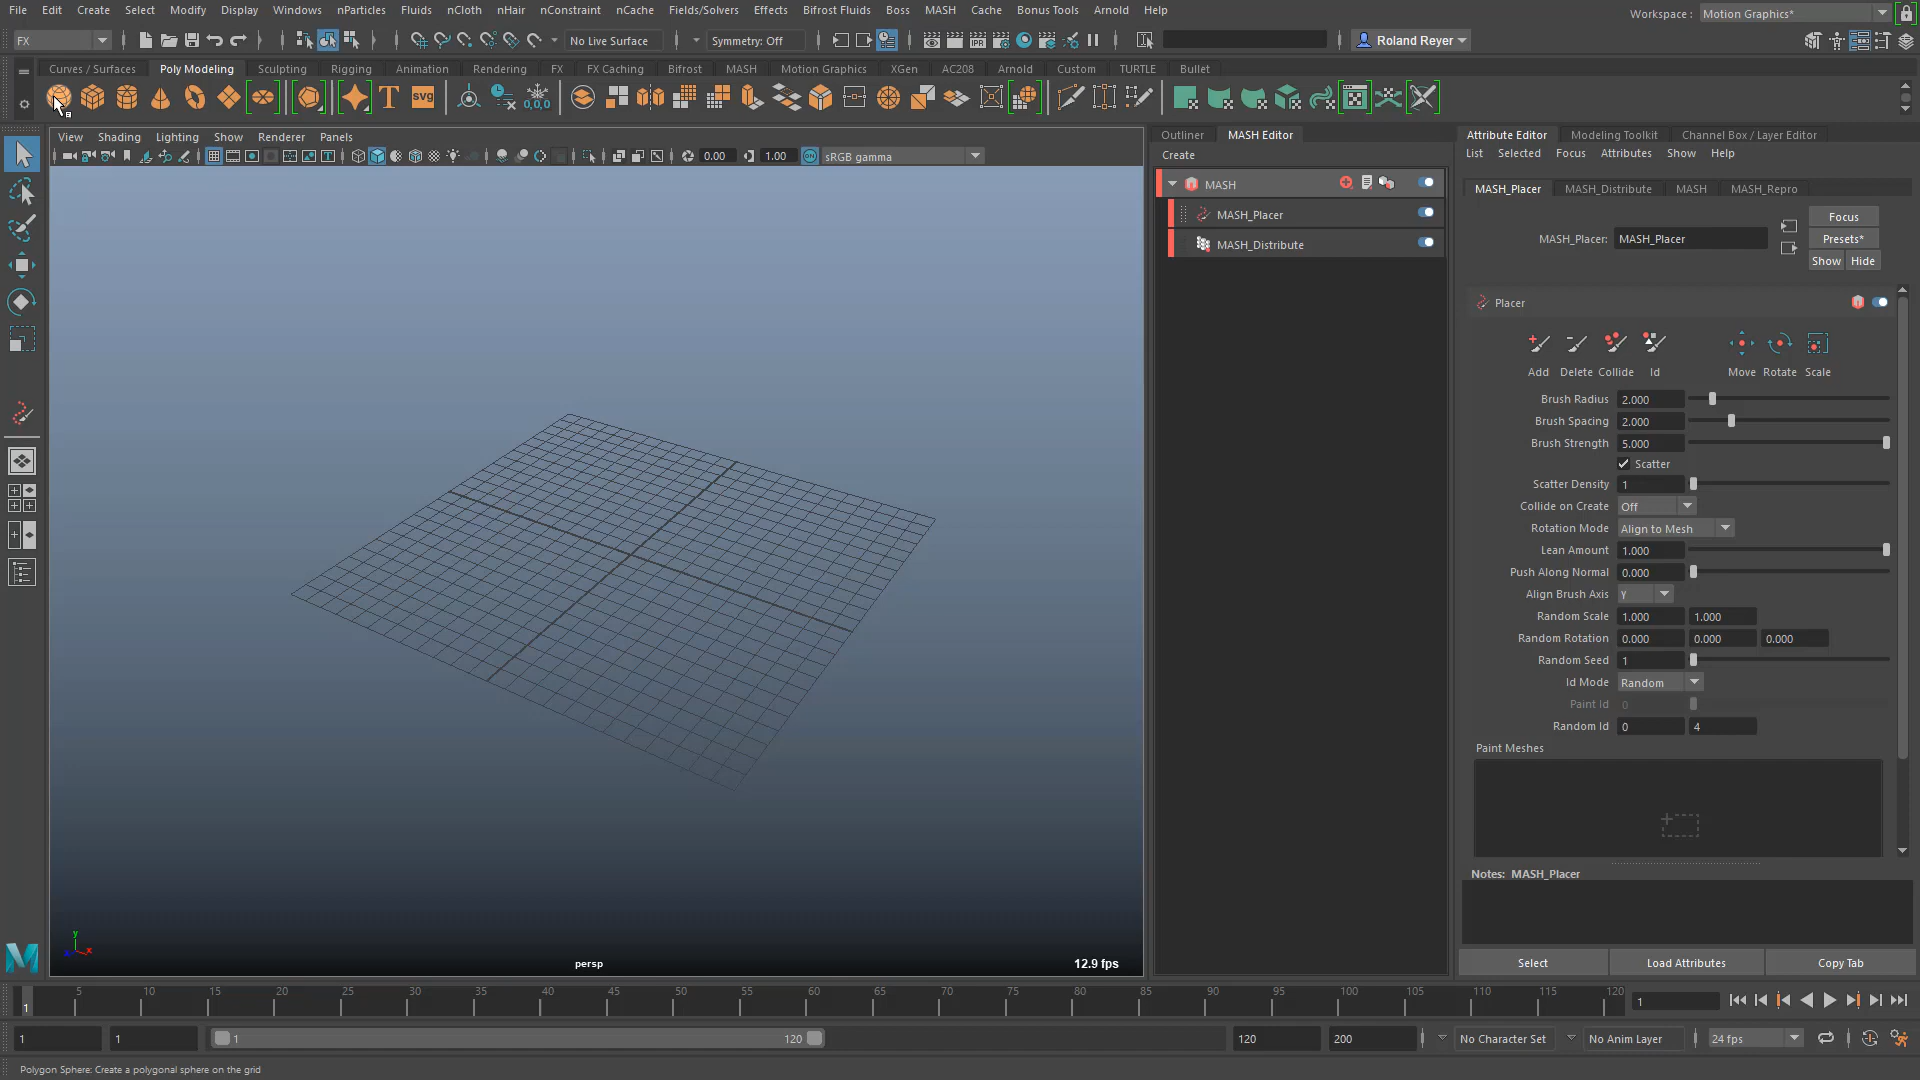 File Edit Create Select Modify Display Windows nParticles Fluids nCloth nHair nConstraint nCache Fields/Solvers Effects Bifrost Fluids Boss MASH Cache Bonus Tools Arnold Help
Workspace : Motion Graphics*
FX No Live Surface Symmetry: Off IPR Roland Reyer
Curves / Surfaces Poly Modeling Sculpting Rigging Animation Rendering FX FX Caching Bifrost MASH Motion Graphics XGen AC208 Arnold Custom TURTLE Bullet
T SVG 0,0,0
View Shading Lighting Show Renderer Panels
0.00 1.00 ON sRGB gamma
persp
12.9 fps
Outliner MASH Editor
Create
MASH
MASH_Placer
MASH_Distribute
Attribute Editor Modeling Toolkit Channel Box / Layer Editor
List Selected Focus Attributes Show Help
MASH_Placer MASH_Distribute MASH MASH_Repro
Focus
MASH_Placer: MASH_Placer Presets*
Show Hide
Placer
Add Delete Collide Id Move Rotate Scale
Brush Radius 2.000
Brush Spacing 2.000
Brush Strength 5.000
Scatter
Scatter Density 1
Collide on Create Off
Rotation Mode Align to Mesh
Lean Amount 1.000
Push Along Normal 0.000
Align Brush Axis Y
Random Scale 1.000 1.000
Random Rotation 0.000 0.000 0.000
Random Seed 1
Id Mode Random
Paint Id 0
Random Id 0 4
Paint Meshes
Notes: MASH_Placer
Select Load Attributes Copy Tab
y
x
1 5 10 15 20 25 30 35 40 45 50 55 60 65 70 75 80 85 90 95 100 105 110 115 120 1
1 1 1 120 120 200 No Character Set No Anim Layer 24 fps
Polygon Sphere: Create a polygonal sphere on the grid